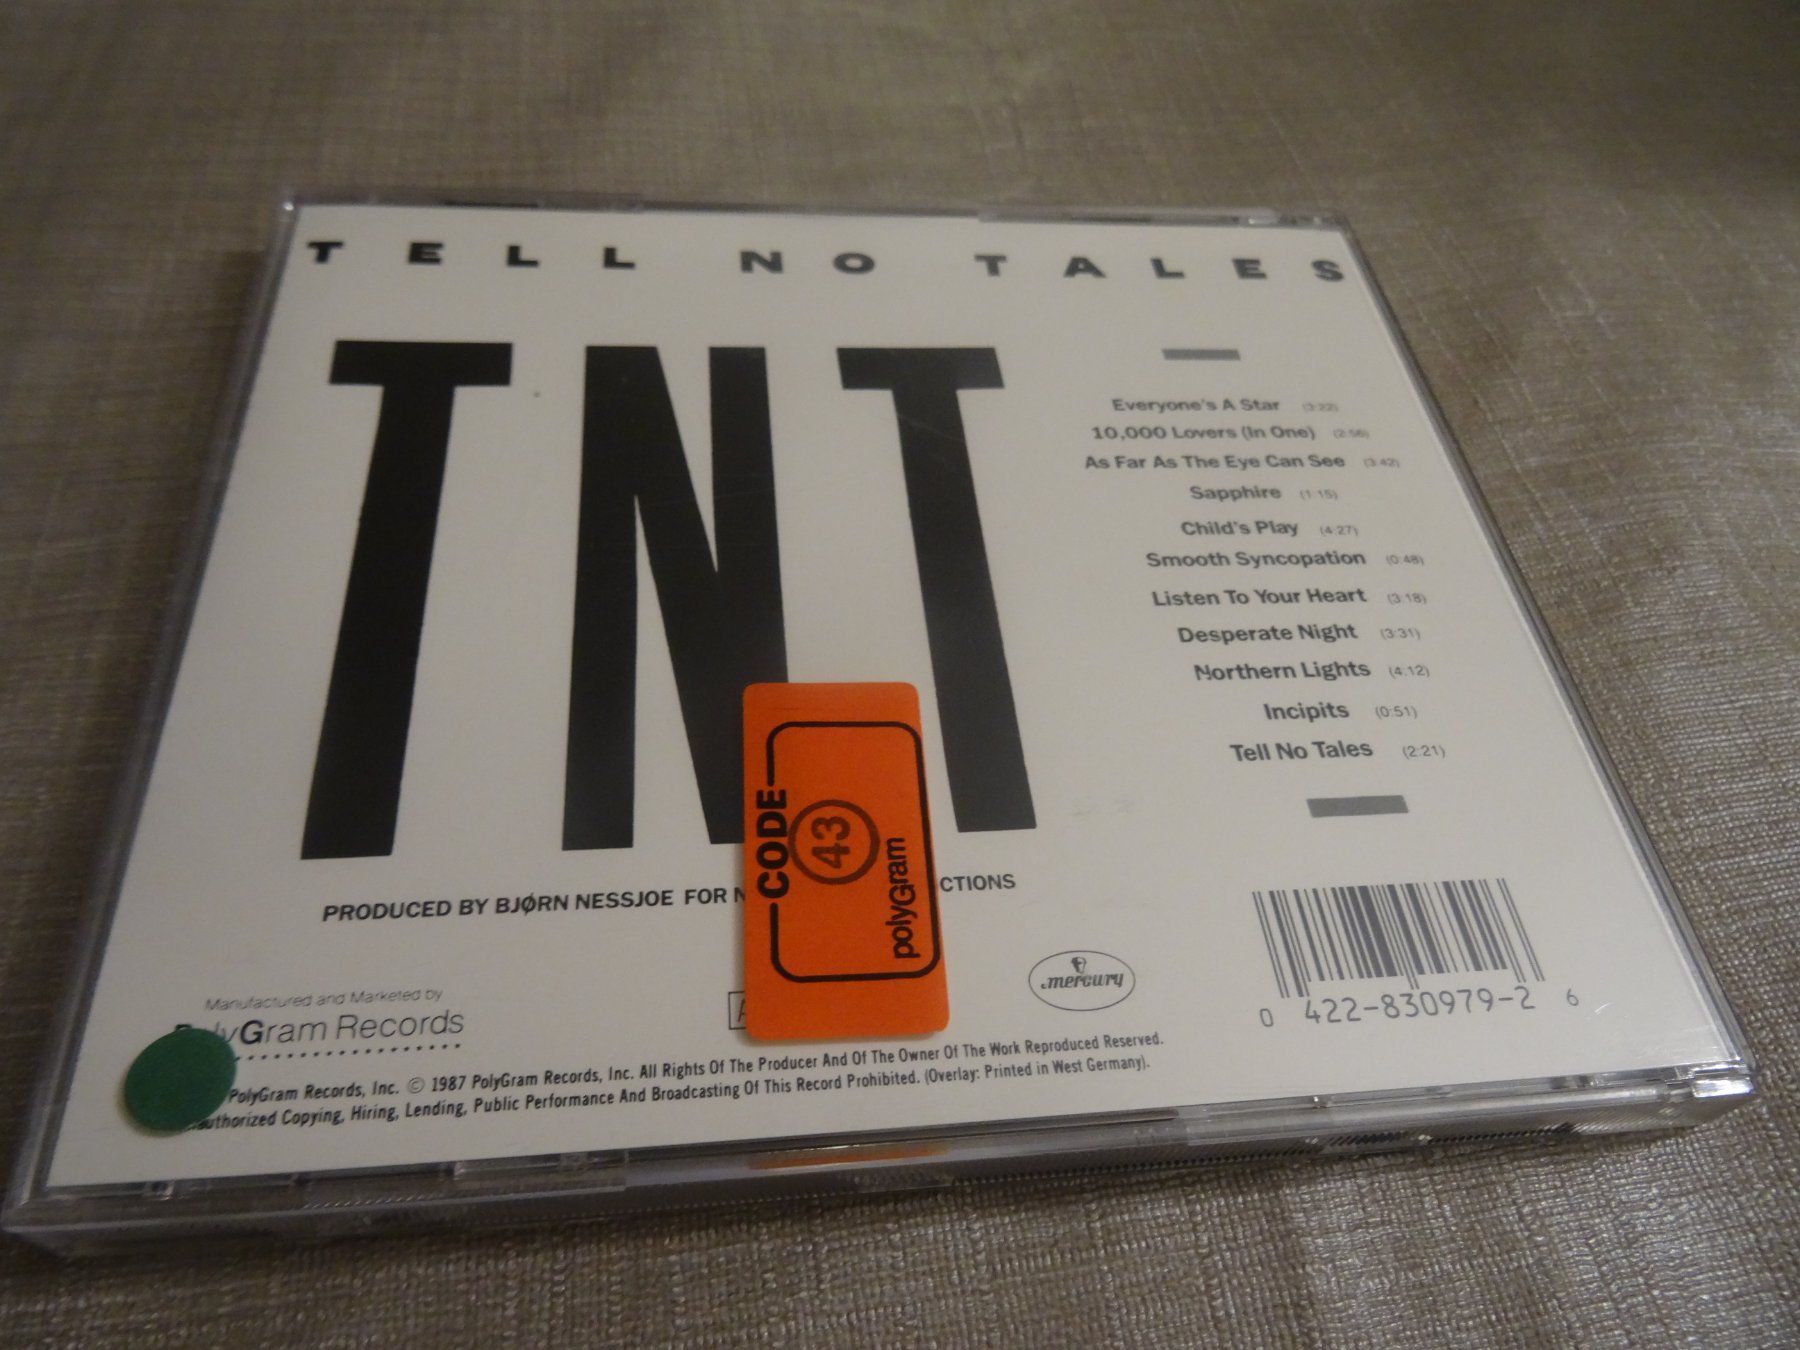 TELL NO TALES
TNT
Everyone's A Star (3:22)
10,000 Lovers (In One) (2:56)
As Far As The Eye Can See (3:42)
Sapphire (1:15)
Child's Play (4:27)
Smooth Syncopation (0:48)
Listen To Your Heart (3:18)
Desperate Night (3:31)
Northern Lights (4:12)
Incipits (0:51)
Tell No Tales (2:21)
CODE
43
polyGram
PRODUCED BY BJØRN NESSJOE FOR N CTIONS
Manufactured and Marketed by
PolyGram Records
mercury
0 422-830979-2 6
PolyGram Records, Inc. © 1987 PolyGram Records, Inc. All Rights Of The Producer And Of The Owner Of The Work Reproduced Reserved.
authorized Copying, Hiring, Lending, Public Performance And Broadcasting Of This Record Prohibited. (Overlay: Printed in West Germany).